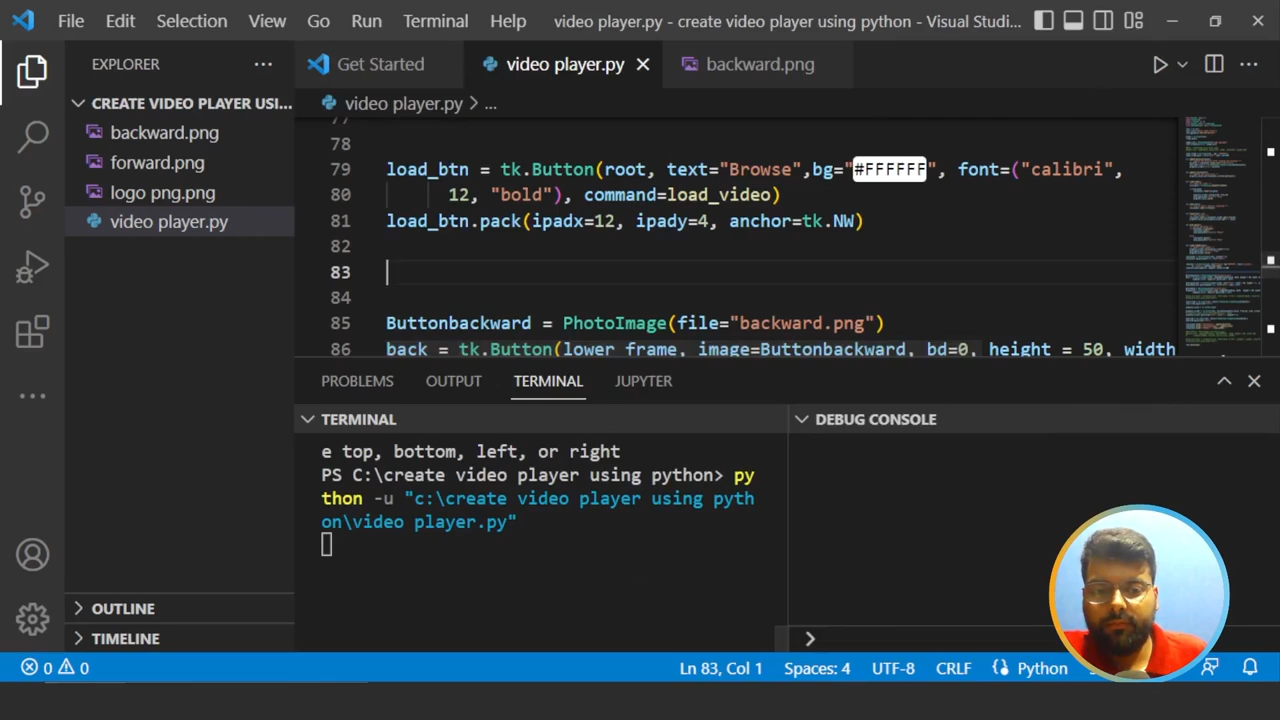 File Edit Selection View Go Run Terminal Help video player.py - create video player using python - Visual Studi...
EXPLORER
CREATE VIDEO PLAYER USI...
backward.png
forward.png
logo png.png
video player.py
OUTLINE
TIMELINE
Get Started video player.py backward.png
video player.py > ...
77
78
79 load_btn = tk.Button(root, text="Browse",bg="#FFFFFF", font=("calibri",
80 12, "bold"), command=load_video)
81 load_btn.pack(ipadx=12, ipady=4, anchor=tk.NW)
82
83
84
85 Buttonbackward = PhotoImage(file="backward.png")
86 back = tk.Button(lower_frame, image=Buttonbackward, bd=0, height = 50, width
PROBLEMS OUTPUT TERMINAL JUPYTER
TERMINAL
e top, bottom, left, or right
PS C:\create video player using python> py
thon -u "c:\create video player using pyth
on\video player.py"
DEBUG CONSOLE
0 0 Ln 83, Col 1 Spaces: 4 UTF-8 CRLF Python